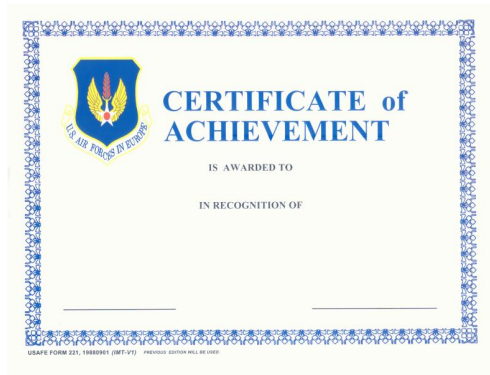 U.S. AIR FORCES IN EUROPE
CERTIFICATE of
ACHIEVEMENT
IS AWARDED TO
IN RECOGNITION OF
USAFE FORM 221, 19880901 (IMT-V1) PREVIOUS EDITION WILL BE USED